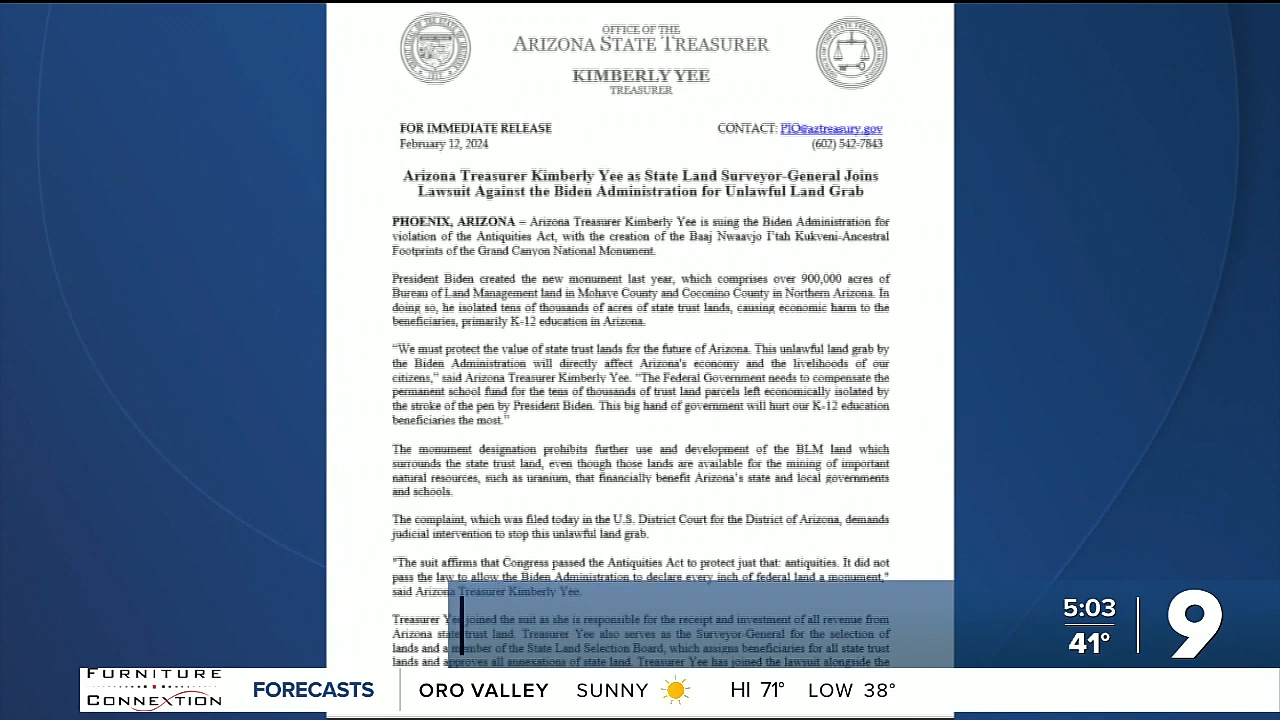 OFFICE OF THE
ARIZONA STATE TREASURER
KIMBERLY YEE
TREASURER
FOR IMMEDIATE RELEASE
CONTACT: PIO@aztreasury.gov
February 12, 2024
(602) 542-7843
Arizona Treasurer Kimberly Yee as State Land Surveyor-General Joins
Lawsuit Against the Biden Administration for Unlawful Land Grab
PHOENIX, ARIZONA – Arizona Treasurer Kimberly Yee is suing the Biden Administration for
violation of the Antiquities Act, with the creation of the Baaj Nwaavjo I'tah Kukveni-Ancestral
Footprints of the Grand Canyon National Monument.
President Biden created the new monument last year, which comprises over 900,000 acres of
Bureau of Land Management land in Mohave County and Coconino County in Northern Arizona. In
doing so, he isolated tens of thousands of acres of state trust lands, causing economic harm to the
beneficiaries, primarily K-12 education in Arizona.
“We must protect the value of state trust lands for the future of Arizona. This unlawful land grab by
the Biden Administration will directly affect Arizona's economy and the livelihoods of our
citizens,” said Arizona Treasurer Kimberly Yee. “The Federal Government needs to compensate the
permanent school fund for the tens of thousands of trust land parcels left economically isolated by
the stroke of the pen by President Biden. This big hand of government will hurt our K-12 education
beneficiaries the most.”
The monument designation prohibits further use and development of the BLM land which
surrounds the state trust land, even though those lands are available for the mining of important
natural resources, such as uranium, that financially benefit Arizona's state and local governments
and schools.
The complaint, which was filed today in the U.S. District Court for the District of Arizona, demands
judicial intervention to stop this unlawful land grab.
"The suit affirms that Congress passed the Antiquities Act to protect just that: antiquities. It did not
pass the law to allow the Biden Administration to declare every inch of federal land a monument,"
said Arizona Treasurer Kimberly Yee.
Treasurer Yee joined the suit as she is responsible for the receipt and investment of all revenue from
Arizona state trust land. Treasurer Yee also serves as the Surveyor-General for the selection of
lands and a member of the State Land Selection Board, which assigns beneficiaries for all state trust
lands and approves all annexations of state land. Treasurer Yee has joined the lawsuit alongside the
5:03
41°
9
FURNITURE
CONNEXTION
FORECASTS
ORO VALLEY SUNNY HI 71° LOW 38°